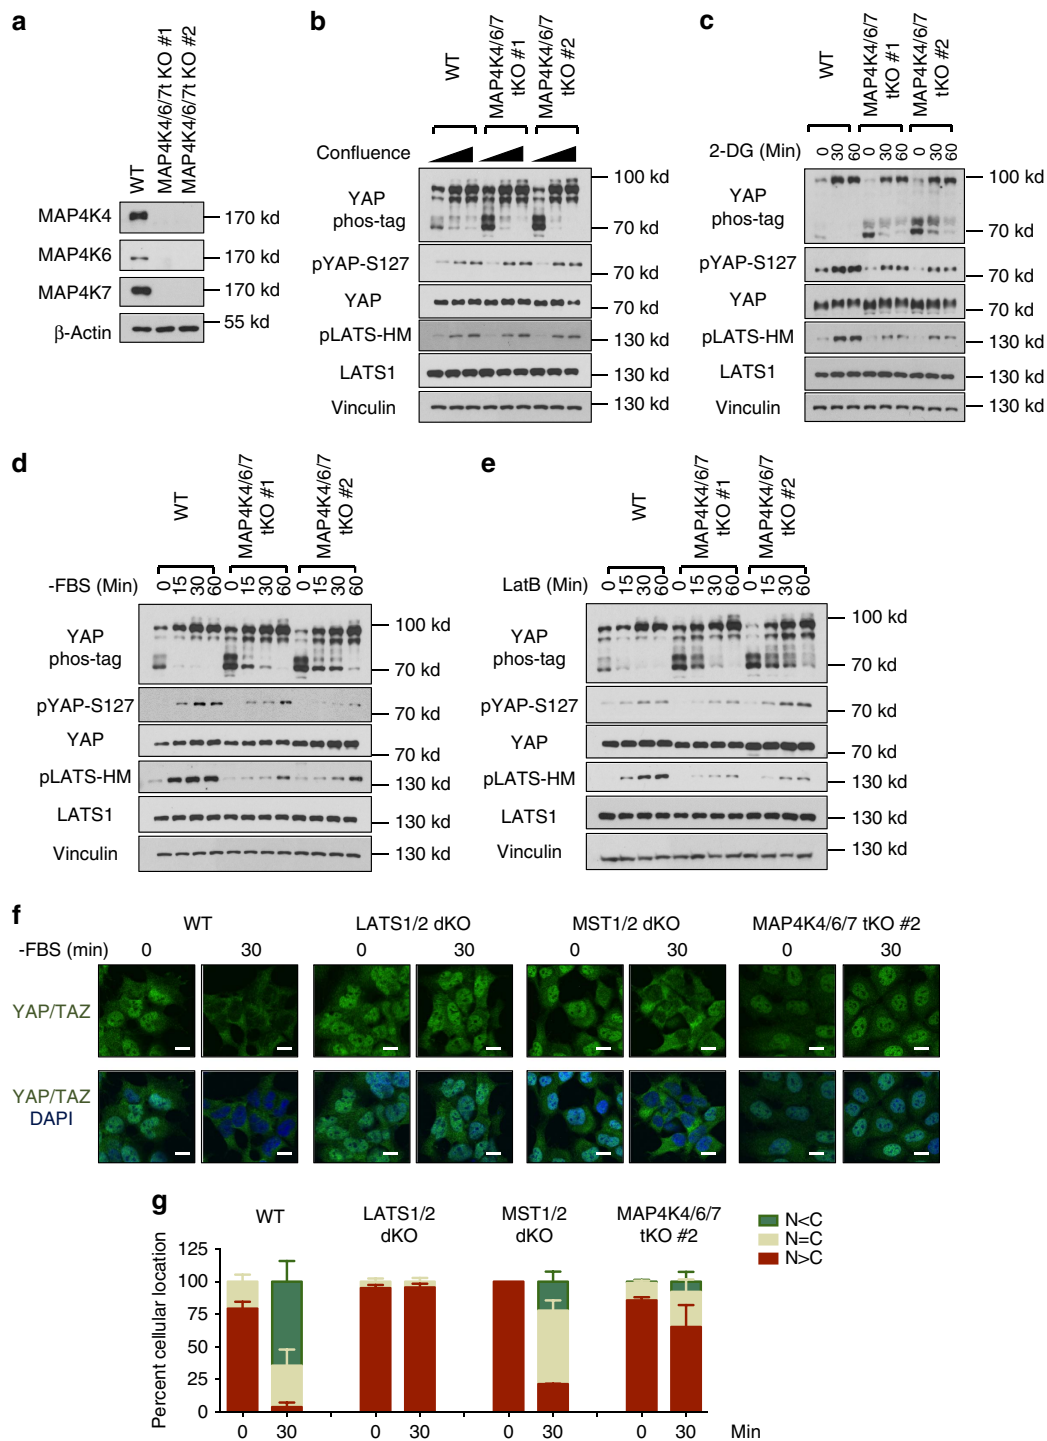 a
WT
MAP4K4/6/7t KO #1
MAP4K4/6/7t KO #2
MAP4K4
170 kd
MAP4K6
170 kd
MAP4K7
170 kd
β-Actin
55 kd
b
WT
MAP4K4/6/7
tKO #1
MAP4K4/6/7
tKO #2
Confluence
YAP
phos-tag
100 kd
70 kd
pYAP-S127
70 kd
YAP
70 kd
pLATS-HM
130 kd
LATS1
130 kd
Vinculin
130 kd
c
WT
MAP4K4/6/7
tKO #1
MAP4K4/6/7
tKO #2
2-DG (Min)
0 30 60 0 30 60 0 30 60
YAP
phos-tag
100 kd
70 kd
pYAP-S127
70 kd
YAP
70 kd
pLATS-HM
130 kd
LATS1
130 kd
Vinculin
130 kd
d
WT
MAP4K4/6/7
tKO #1
MAP4K4/6/7
tKO #2
-FBS (Min)
0 15 30 60 0 15 30 60 0 15 30 60
YAP
phos-tag
100 kd
70 kd
pYAP-S127
70 kd
YAP
70 kd
pLATS-HM
130 kd
LATS1
130 kd
Vinculin
130 kd
e
WT
MAP4K4/6/7
tKO #1
MAP4K4/6/7
tKO #2
LatB (Min)
0 15 30 60 0 15 30 60 0 15 30 60
YAP
phos-tag
100 kd
70 kd
pYAP-S127
70 kd
YAP
70 kd
pLATS-HM
130 kd
LATS1
130 kd
Vinculin
130 kd
f
WT LATS1/2 dKO MST1/2 dKO MAP4K4/6/7 tKO #2
-FBS (min) 0 30 0 30 0 30 0 30
YAP/TAZ
YAP/TAZ
DAPI
g
WT
LATS1/2
dKO
MST1/2
dKO
MAP4K4/6/7
tKO #2
N<C
N=C
N>C
Percent cellular location
125
100
75
50
25
0
0 30 0 30 0 30 0 30 Min